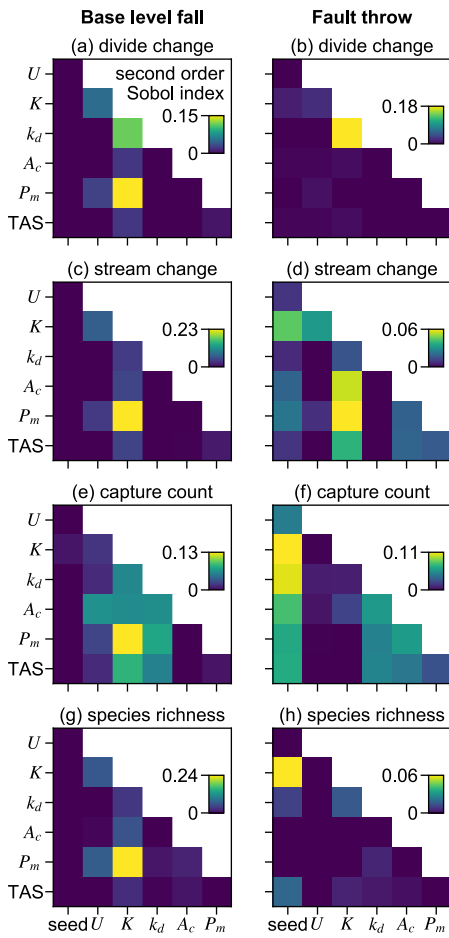 Base level fall
Fault throw
(a) divide change
(b) divide change
U
K
k_d
A_c
P_m
TAS
second order
Sobol index
0.15
0
0.18
0
(c) stream change
(d) stream change
U
K
k_d
A_c
P_m
TAS
0.23
0
0.06
0
(e) capture count
(f) capture count
U
K
k_d
A_c
P_m
TAS
0.13
0
0.11
0
(g) species richness
(h) species richness
U
K
k_d
A_c
P_m
TAS
0.24
0
0.06
0
seed U K k_d A_c P_m
seed U K k_d A_c P_m